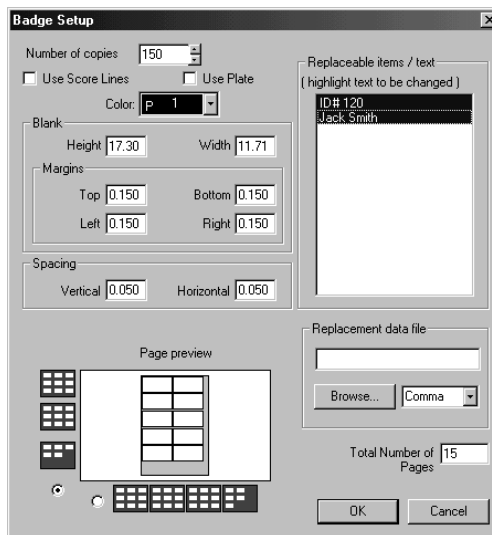 Badge Setup
Number of copies 150
Use Score Lines Use Plate
Color: P 1
Blank
Height 17.30 Width 11.71
Margins
Top 0.150 Bottom 0.150
Left 0.150 Right 0.150
Spacing
Vertical 0.050 Horizontal 0.050
Page preview
Replaceable items / text
( highlight text to be changed )
ID# 120
Jack Smith
Replacement data file
Browse... Comma
Total Number of Pages 15
OK Cancel